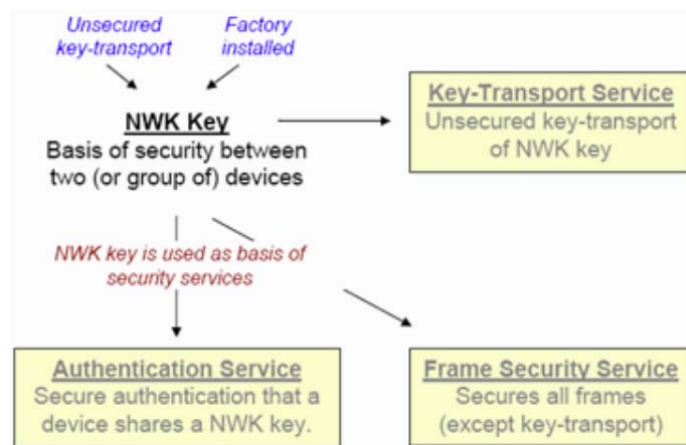 Unsecured
key-transport
Factory
installed
NWK Key
Basis of security between
two (or group of) devices
Key-Transport Service
Unsecured key-transport
of NWK key
NWK key is used as basis of
security services
Authentication Service
Secure authentication that a
device shares a NWK key.
Frame Security Service
Secures all frames
(except key-transport)